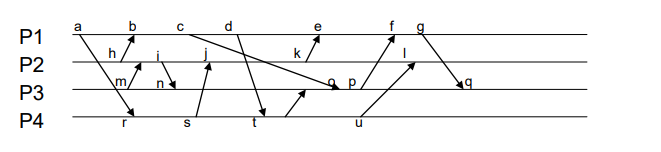 a b c d e f g
P1
h i j k l
P2
m n o p q
P3
r s t u
P4